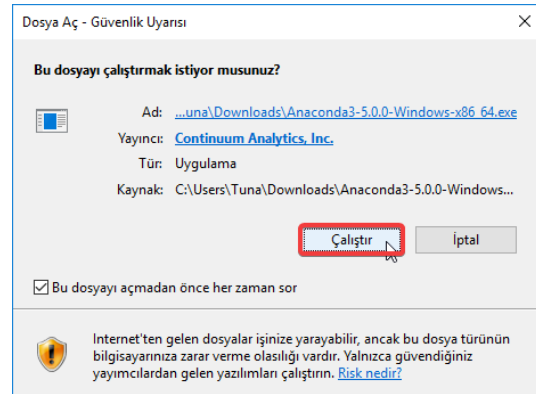 Dosya Aç - Güvenlik Uyarısı
Bu dosyayı çalıştırmak istiyor musunuz?
Ad: ...una\Downloads\Anaconda3-5.0.0-Windows-x86_64.exe
Yayıncı: Continuum Analytics, Inc.
Tür: Uygulama
Kaynak: C:\Users\Tuna\Downloads\Anaconda3-5.0.0-Windows...
Çalıştır İptal
Bu dosyayı açmadan önce her zaman sor
Internet'ten gelen dosyalar işinize yarayabilir, ancak bu dosya türünün
bilgisayarınıza zarar verme olasılığı vardır. Yalnızca güvendiğiniz
yayımcılardan gelen yazılımları çalıştırın. Risk nedir?